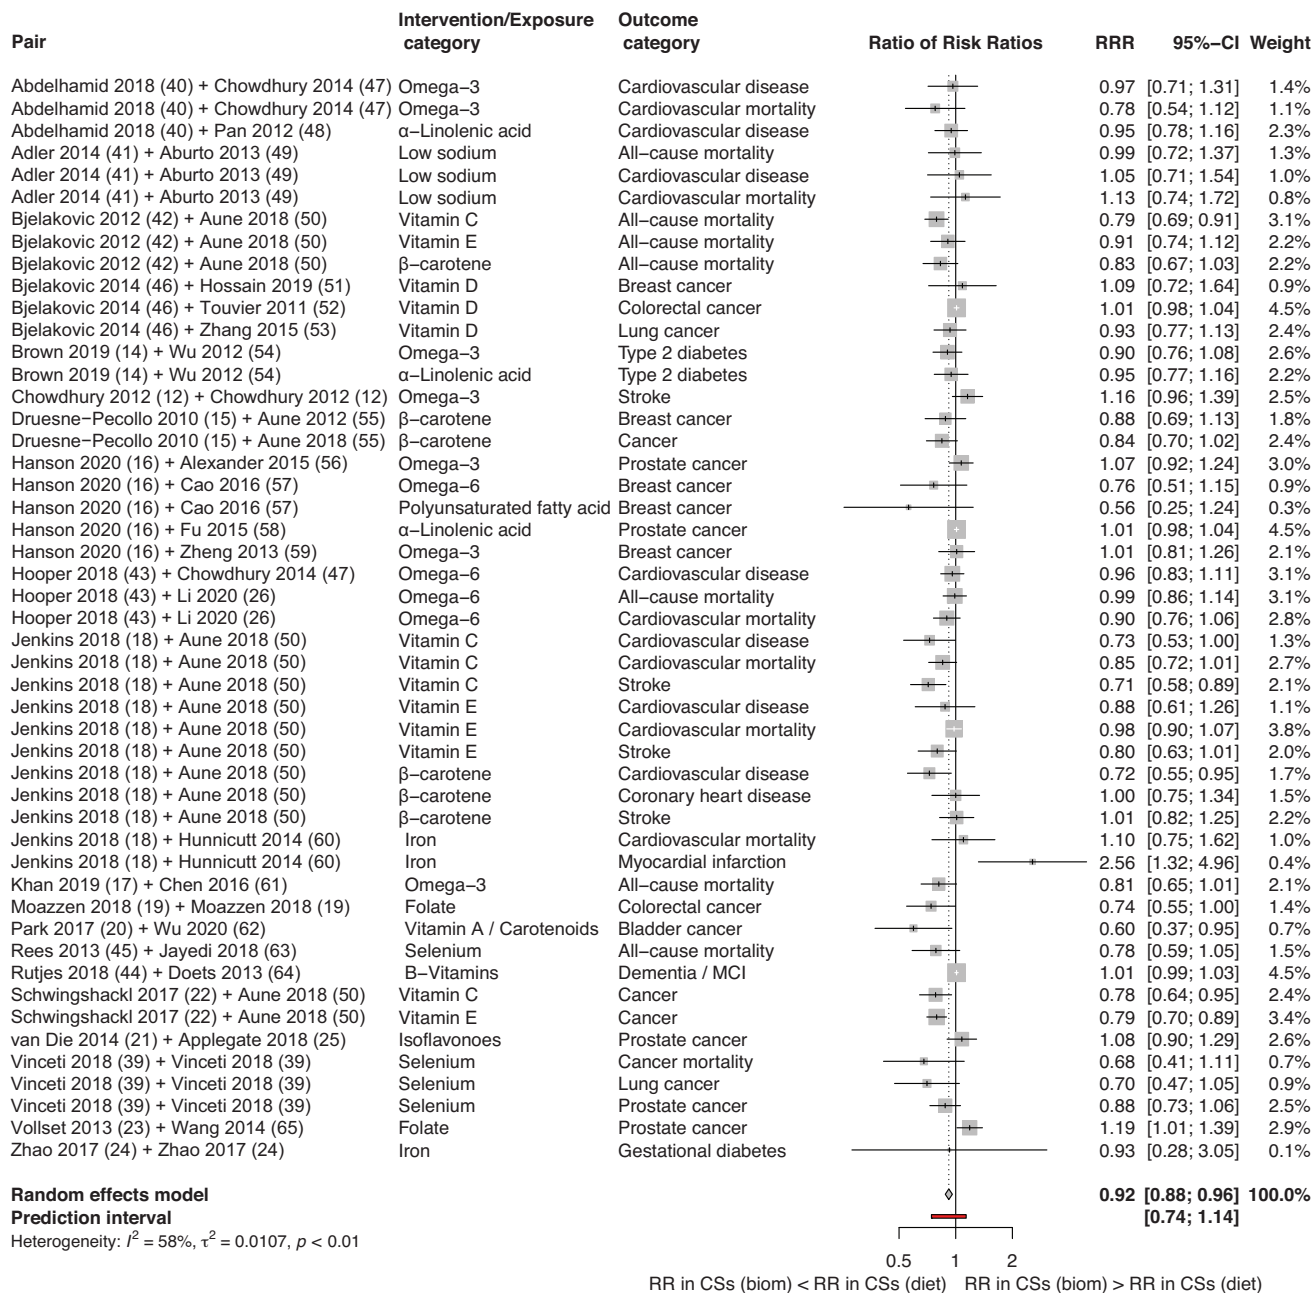 Intervention/Exposure Outcome
Pair category category Ratio of Risk Ratios RRR 95%−CI Weight
Abdelhamid 2018 (40) + Chowdhury 2014 (47) Omega−3 Cardiovascular disease 0.97 [0.71; 1.31] 1.4%
Abdelhamid 2018 (40) + Chowdhury 2014 (47) Omega−3 Cardiovascular mortality 0.78 [0.54; 1.12] 1.1%
Abdelhamid 2018 (40) + Pan 2012 (48) α−Linolenic acid Cardiovascular disease 0.95 [0.78; 1.16] 2.3%
Adler 2014 (41) + Aburto 2013 (49) Low sodium All−cause mortality 0.99 [0.72; 1.37] 1.3%
Adler 2014 (41) + Aburto 2013 (49) Low sodium Cardiovascular disease 1.05 [0.71; 1.54] 1.0%
Adler 2014 (41) + Aburto 2013 (49) Low sodium Cardiovascular mortality 1.13 [0.74; 1.72] 0.8%
Bjelakovic 2012 (42) + Aune 2018 (50) Vitamin C All−cause mortality 0.79 [0.69; 0.91] 3.1%
Bjelakovic 2012 (42) + Aune 2018 (50) Vitamin E All−cause mortality 0.91 [0.74; 1.12] 2.2%
Bjelakovic 2012 (42) + Aune 2018 (50) β−carotene All−cause mortality 0.83 [0.67; 1.03] 2.2%
Bjelakovic 2014 (46) + Hossain 2019 (51) Vitamin D Breast cancer 1.09 [0.72; 1.64] 0.9%
Bjelakovic 2014 (46) + Touvier 2011 (52) Vitamin D Colorectal cancer 1.01 [0.98; 1.04] 4.5%
Bjelakovic 2014 (46) + Zhang 2015 (53) Vitamin D Lung cancer 0.93 [0.77; 1.13] 2.4%
Brown 2019 (14) + Wu 2012 (54) Omega−3 Type 2 diabetes 0.90 [0.76; 1.08] 2.6%
Brown 2019 (14) + Wu 2012 (54) α−Linolenic acid Type 2 diabetes 0.95 [0.77; 1.16] 2.2%
Chowdhury 2012 (12) + Chowdhury 2012 (12) Omega−3 Stroke 1.16 [0.96; 1.39] 2.5%
Druesne−Pecollo 2010 (15) + Aune 2012 (55) β−carotene Breast cancer 0.88 [0.69; 1.13] 1.8%
Druesne−Pecollo 2010 (15) + Aune 2018 (55) β−carotene Cancer 0.84 [0.70; 1.02] 2.4%
Hanson 2020 (16) + Alexander 2015 (56) Omega−3 Prostate cancer 1.07 [0.92; 1.24] 3.0%
Hanson 2020 (16) + Cao 2016 (57) Omega−6 Breast cancer 0.76 [0.51; 1.15] 0.9%
Hanson 2020 (16) + Cao 2016 (57) Polyunsaturated fatty acid Breast cancer 0.56 [0.25; 1.24] 0.3%
Hanson 2020 (16) + Fu 2015 (58) α−Linolenic acid Prostate cancer 1.01 [0.98; 1.04] 4.5%
Hanson 2020 (16) + Zheng 2013 (59) Omega−3 Breast cancer 1.01 [0.81; 1.26] 2.1%
Hooper 2018 (43) + Chowdhury 2014 (47) Omega−6 Cardiovascular disease 0.96 [0.83; 1.11] 3.1%
Hooper 2018 (43) + Li 2020 (26) Omega−6 All−cause mortality 0.99 [0.86; 1.14] 3.1%
Hooper 2018 (43) + Li 2020 (26) Omega−6 Cardiovascular mortality 0.90 [0.76; 1.06] 2.8%
Jenkins 2018 (18) + Aune 2018 (50) Vitamin C Cardiovascular disease 0.73 [0.53; 1.00] 1.3%
Jenkins 2018 (18) + Aune 2018 (50) Vitamin C Cardiovascular mortality 0.85 [0.72; 1.01] 2.7%
Jenkins 2018 (18) + Aune 2018 (50) Vitamin C Stroke 0.71 [0.58; 0.89] 2.1%
Jenkins 2018 (18) + Aune 2018 (50) Vitamin E Cardiovascular disease 0.88 [0.61; 1.26] 1.1%
Jenkins 2018 (18) + Aune 2018 (50) Vitamin E Cardiovascular mortality 0.98 [0.90; 1.07] 3.8%
Jenkins 2018 (18) + Aune 2018 (50) Vitamin E Stroke 0.80 [0.63; 1.01] 2.0%
Jenkins 2018 (18) + Aune 2018 (50) β−carotene Cardiovascular disease 0.72 [0.55; 0.95] 1.7%
Jenkins 2018 (18) + Aune 2018 (50) β−carotene Coronary heart disease 1.00 [0.75; 1.34] 1.5%
Jenkins 2018 (18) + Aune 2018 (50) β−carotene Stroke 1.01 [0.82; 1.25] 2.2%
Jenkins 2018 (18) + Hunnicutt 2014 (60) Iron Cardiovascular mortality 1.10 [0.75; 1.62] 1.0%
Jenkins 2018 (18) + Hunnicutt 2014 (60) Iron Myocardial infarction 2.56 [1.32; 4.96] 0.4%
Khan 2019 (17) + Chen 2016 (61) Omega−3 All−cause mortality 0.81 [0.65; 1.01] 2.1%
Moazzen 2018 (19) + Moazzen 2018 (19) Folate Colorectal cancer 0.74 [0.55; 1.00] 1.4%
Park 2017 (20) + Wu 2020 (62) Vitamin A / Carotenoids Bladder cancer 0.60 [0.37; 0.95] 0.7%
Rees 2013 (45) + Jayedi 2018 (63) Selenium All−cause mortality 0.78 [0.59; 1.05] 1.5%
Rutjes 2018 (44) + Doets 2013 (64) B−Vitamins Dementia / MCI 1.01 [0.99; 1.03] 4.5%
Schwingshackl 2017 (22) + Aune 2018 (50) Vitamin C Cancer 0.78 [0.64; 0.95] 2.4%
Schwingshackl 2017 (22) + Aune 2018 (50) Vitamin E Cancer 0.79 [0.70; 0.89] 3.4%
van Die 2014 (21) + Applegate 2018 (25) Isoflavonoes Prostate cancer 1.08 [0.90; 1.29] 2.6%
Vinceti 2018 (39) + Vinceti 2018 (39) Selenium Cancer mortality 0.68 [0.41; 1.11] 0.7%
Vinceti 2018 (39) + Vinceti 2018 (39) Selenium Lung cancer 0.70 [0.47; 1.05] 0.9%
Vinceti 2018 (39) + Vinceti 2018 (39) Selenium Prostate cancer 0.88 [0.73; 1.06] 2.5%
Vollset 2013 (23) + Wang 2014 (65) Folate Prostate cancer 1.19 [1.01; 1.39] 2.9%
Zhao 2017 (24) + Zhao 2017 (24) Iron Gestational diabetes 0.93 [0.28; 3.05] 0.1%
Random effects model 0.92 [0.88; 0.96] 100.0%
Prediction interval [0.74; 1.14]
Heterogeneity: I² = 58%, τ² = 0.0107, p < 0.01
0.5 1 2
RR in CSs (biom) < RR in CSs (diet) RR in CSs (biom) > RR in CSs (diet)